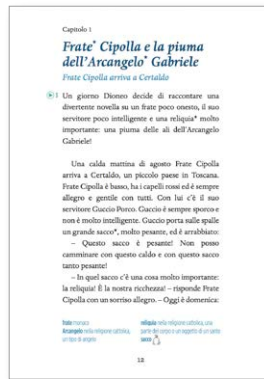 Capitolo 1
Frate* Cipolla e la piuma
dell'Arcangelo* Gabriele
Frate Cipolla arriva a Certaldo
1 Un giorno Dioneo decide di raccontare una
divertente novella su un frate poco onesto, il suo
servitore poco intelligente e una reliquia* molto
importante: una piuma delle ali dell'Arcangelo
Gabriele!
Una calda mattina di agosto Frate Cipolla
arriva a Certaldo, un piccolo paese in Toscana.
Frate Cipolla è basso, ha i capelli rossi ed è sempre
allegro e gentile con tutti. Con lui c'è il suo
servitore Guccio Porco. Guccio è sempre sporco e
non è molto intelligente. Guccio porta sulle spalle
un grande sacco*, molto pesante, ed è arrabbiato:
– Questo sacco è pesante! Non posso
camminare con questo caldo e con questo sacco
tanto pesante!
– In quel sacco c'è una cosa molto importante:
la reliquia! È la nostra ricchezza! – risponde Frate
Cipolla con un sorriso allegro. – Oggi è domenica:
frate monaco
Arcangelo nella religione cattolica,
un tipo di angelo
reliquia nella religione cattolica, una
parte del corpo o un oggetto di un santo
sacco
12